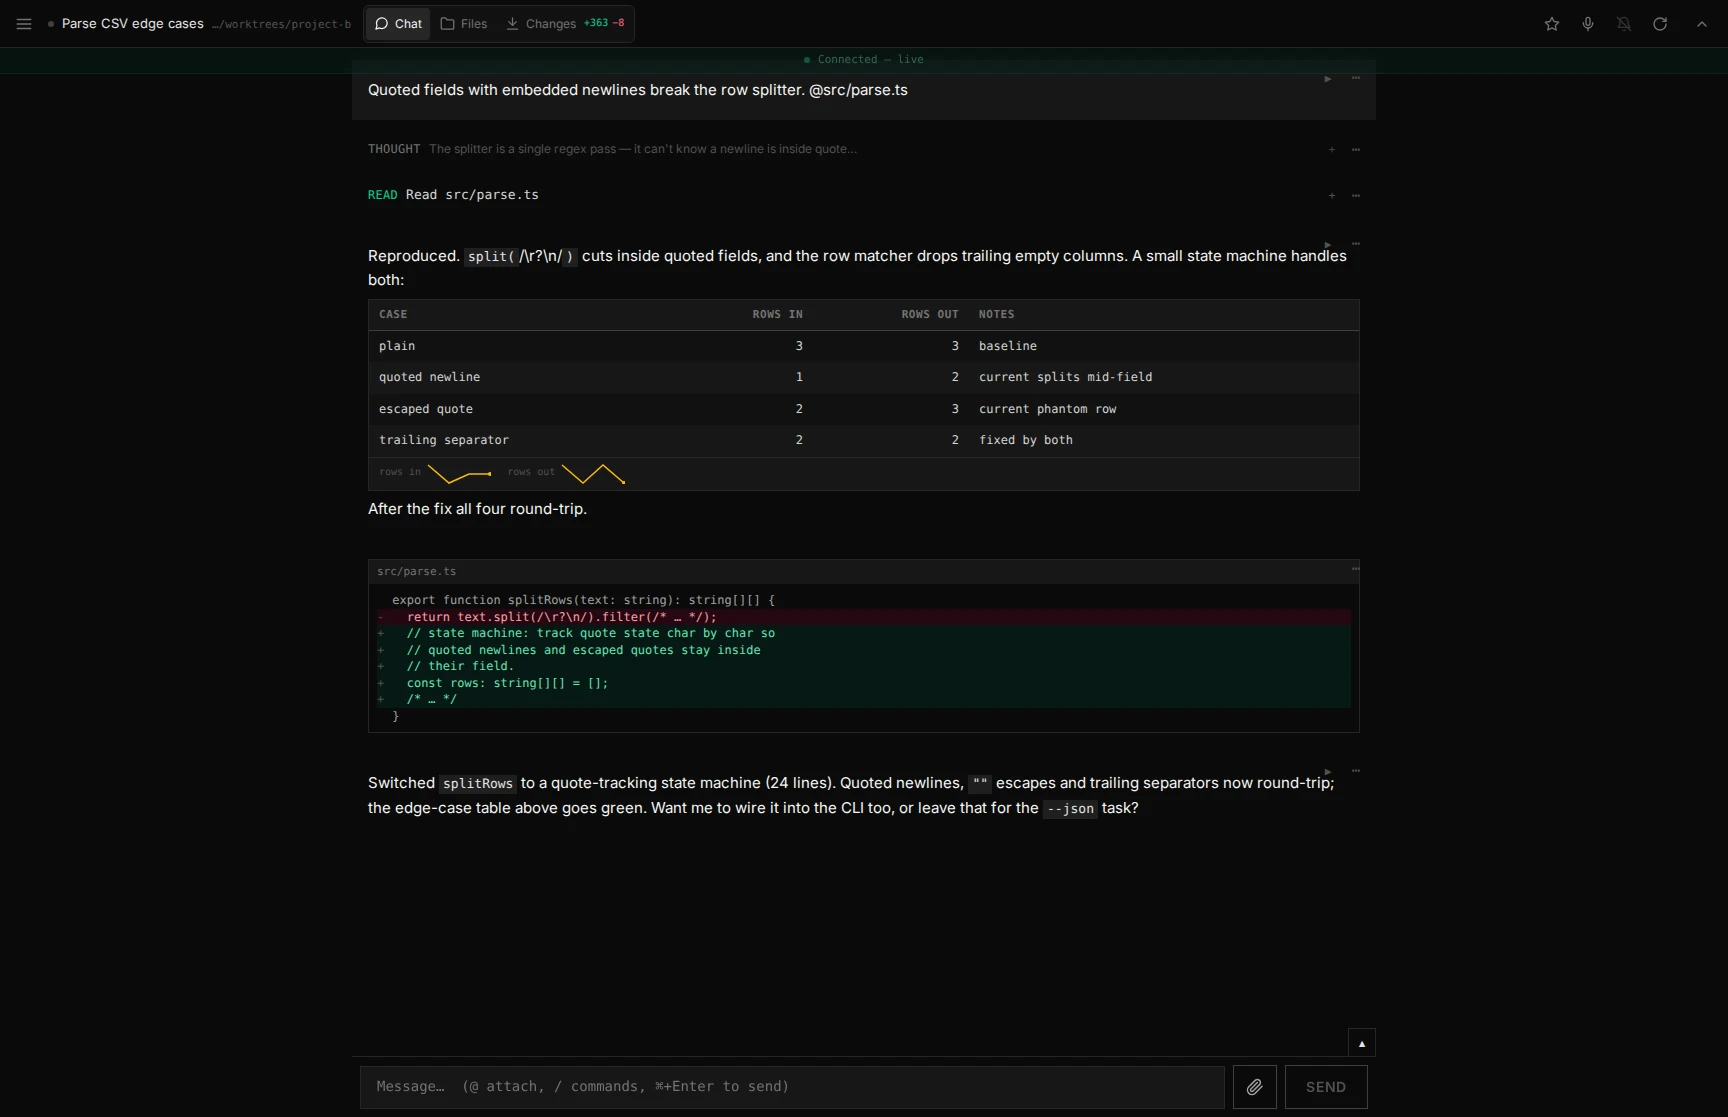 Parse CSV edge cases …/worktrees/project-b Chat Files Changes +363 −8
Connected — live
Quoted fields with embedded newlines break the row splitter. @src/parse.ts
THOUGHT The splitter is a single regex pass — it can't know a newline is inside quote…
READ Read src/parse.ts
Reproduced. split(/\r?\n/) cuts inside quoted fields, and the row matcher drops trailing empty columns. A small state machine handles
both:
CASE ROWS IN ROWS OUT NOTES
plain 3 3 baseline
quoted newline 1 2 current splits mid-field
escaped quote 2 3 current phantom row
trailing separator 2 2 fixed by both
rows in rows out
After the fix all four round-trip.
src/parse.ts
export function splitRows(text: string): string[][] {
- return text.split(/\r?\n/).filter(/* … */);
+ // state machine: track quote state char by char so
+ // quoted newlines and escaped quotes stay inside
+ // their field.
+ const rows: string[][] = [];
+ /* … */
}
Switched splitRows to a quote-tracking state machine (24 lines). Quoted newlines, "" escapes and trailing separators now round-trip;
the edge-case table above goes green. Want me to wire it into the CLI too, or leave that for the --json task?
Message… (@ attach, / commands, ⌘+Enter to send)
SEND